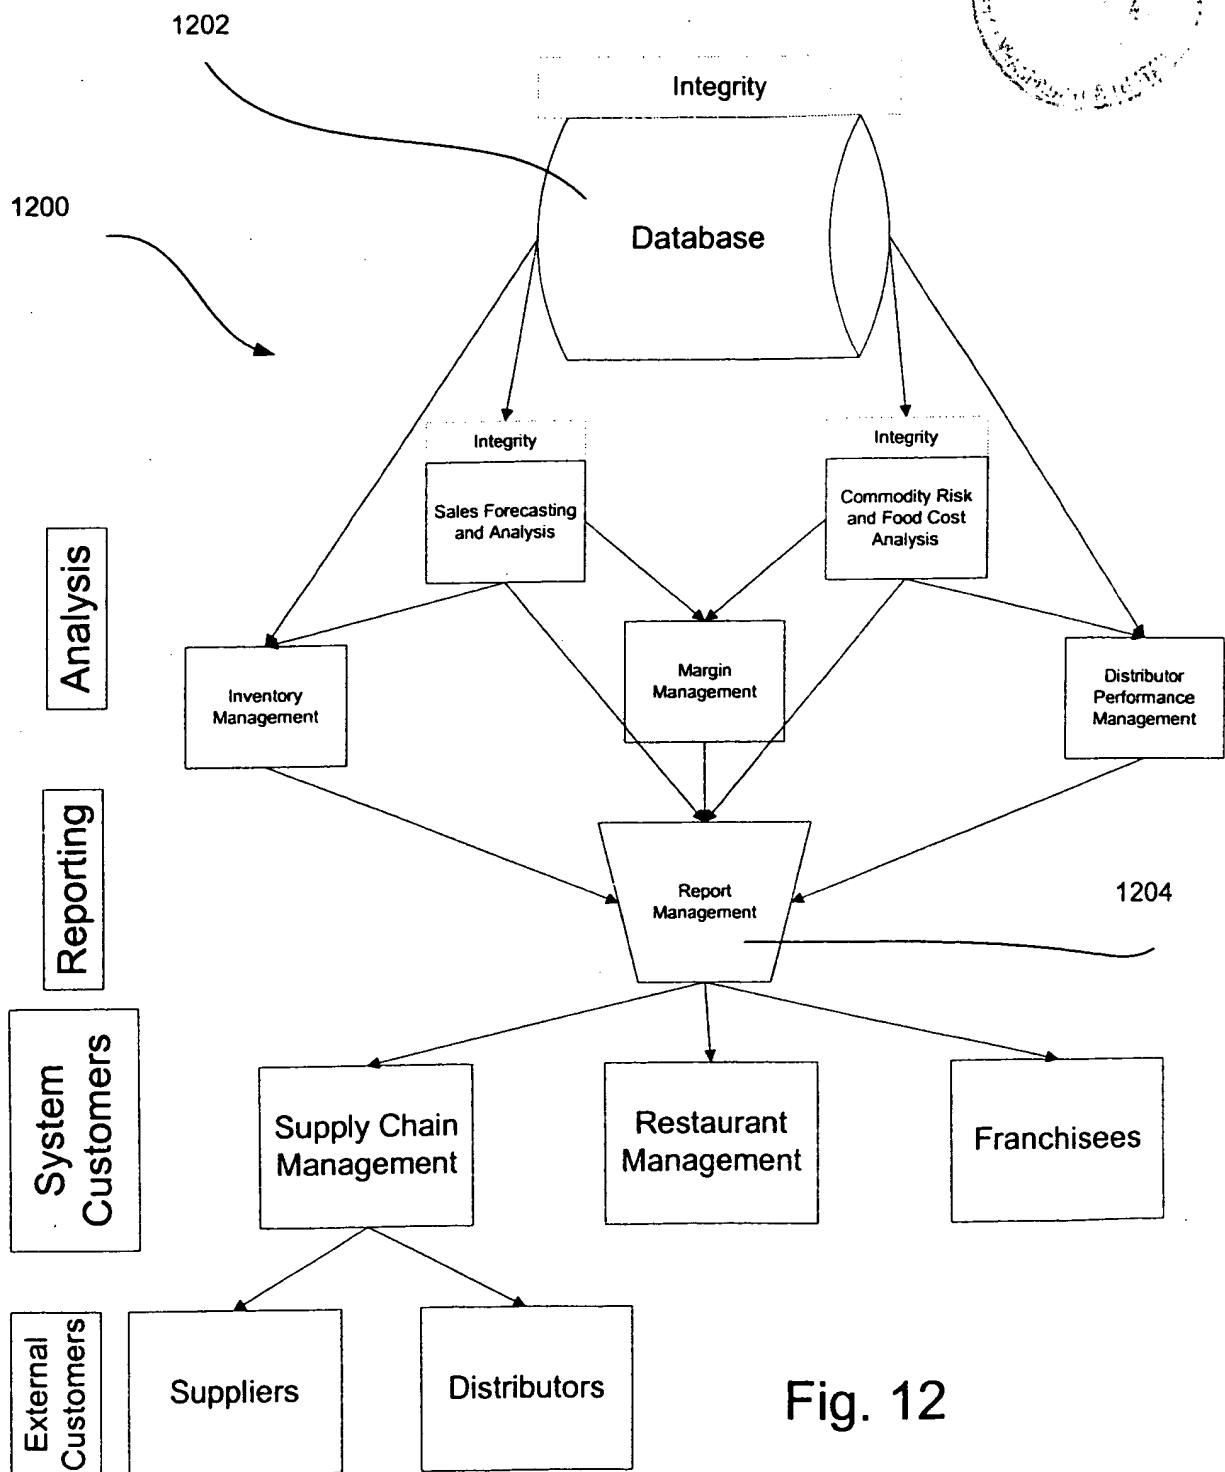 1202
Integrity
1200
Database
Integrity
Integrity
Sales Forecasting
and Analysis
Commodity Risk
and Food Cost
Analysis
Analysis
Inventory
Management
Margin
Management
Distributor
Performance
Management
Reporting
Report
Management
1204
System
Customers
Supply Chain
Management
Restaurant
Management
Franchisees
External
Customers
Suppliers
Distributors
Fig. 12